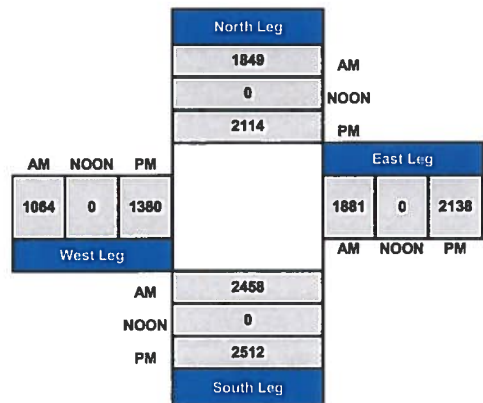 North Leg
1849 AM
0 NOON
2114 PM
AM NOON PM
East Leg
1064 0 1380
1881 0 2138
West Leg
AM NOON PM
AM 2458
NOON 0
PM 2512
South Leg